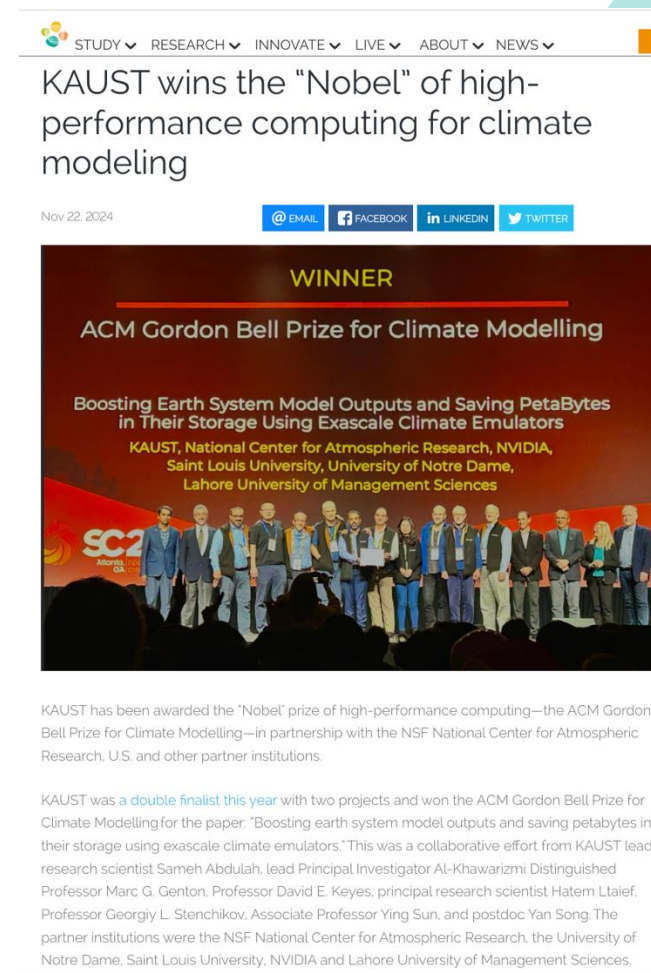 STUDY RESEARCH INNOVATE LIVE ABOUT NEWS
KAUST wins the “Nobel” of high-
performance computing for climate
modeling
Nov 22, 2024
@ EMAIL
FACEBOOK
in LINKEDIN
TWITTER
WINNER
ACM Gordon Bell Prize for Climate Modelling
Boosting Earth System Model Outputs and Saving PetaBytes
in Their Storage Using Exascale Climate Emulators
KAUST, National Center for Atmospheric Research, NVIDIA,
Saint Louis University, University of Notre Dame,
Lahore University of Management Sciences
SC2
Atlanta,
GA
KAUST has been awarded the “Nobel” prize of high-performance computing—the ACM Gordon
Bell Prize for Climate Modelling—in partnership with the NSF National Center for Atmospheric
Research, U.S. and other partner institutions.
KAUST was a double finalist this year with two projects and won the ACM Gordon Bell Prize for
Climate Modelling for the paper: “Boosting earth system model outputs and saving petabytes in
their storage using exascale climate emulators.” This was a collaborative effort from KAUST lead
research scientist Sameh Abdulah, lead Principal Investigator Al-Khawarizmi Distinguished
Professor Marc G. Genton, Professor David E. Keyes, principal research scientist Hatem Ltaief,
Professor Georgiy L. Stenchikov, Associate Professor Ying Sun, and postdoc Yan Song. The
partner institutions were the NSF National Center for Atmospheric Research, the University of
Notre Dame, Saint Louis University, NVIDIA and Lahore University of Management Sciences.